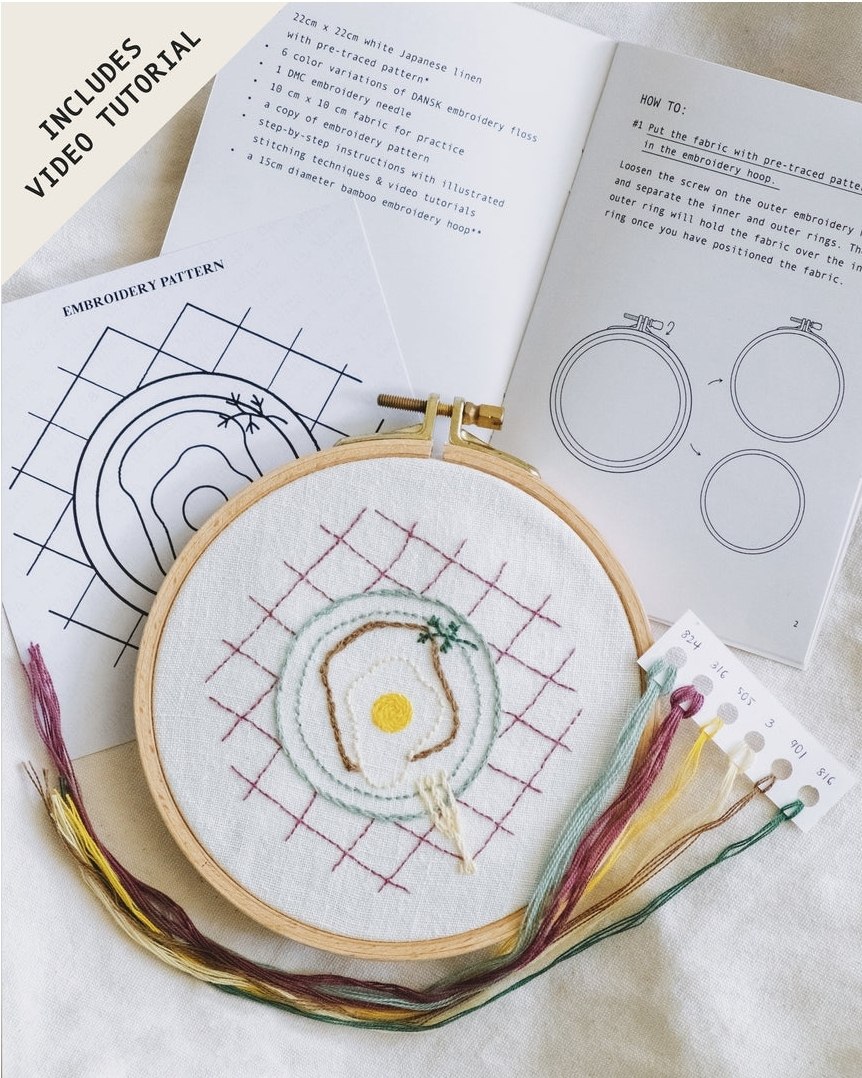 INCLUDES
VIDEO TUTORIAL
22cm x 22cm white Japanese linen
with pre-traced pattern*
• 6 color variations of DANSK embroidery floss
• 1 DMC embroidery needle
• 10 cm x 10 cm fabric for practice
• a copy of embroidery pattern
• step-by-step instructions with illustrated
stitching techniques & video tutorials
• a 15cm diameter bamboo embroidery hoop**
HOW TO:
#1 Put the fabric with pre-traced patte
in the embroidery hoop.
Loosen the screw on the outer embroidery
and separate the inner and outer rings. Th
outer ring will hold the fabric over the in
ring once you have positioned the fabric.
2
EMBROIDERY PATTERN
824
316
505
3
901
816